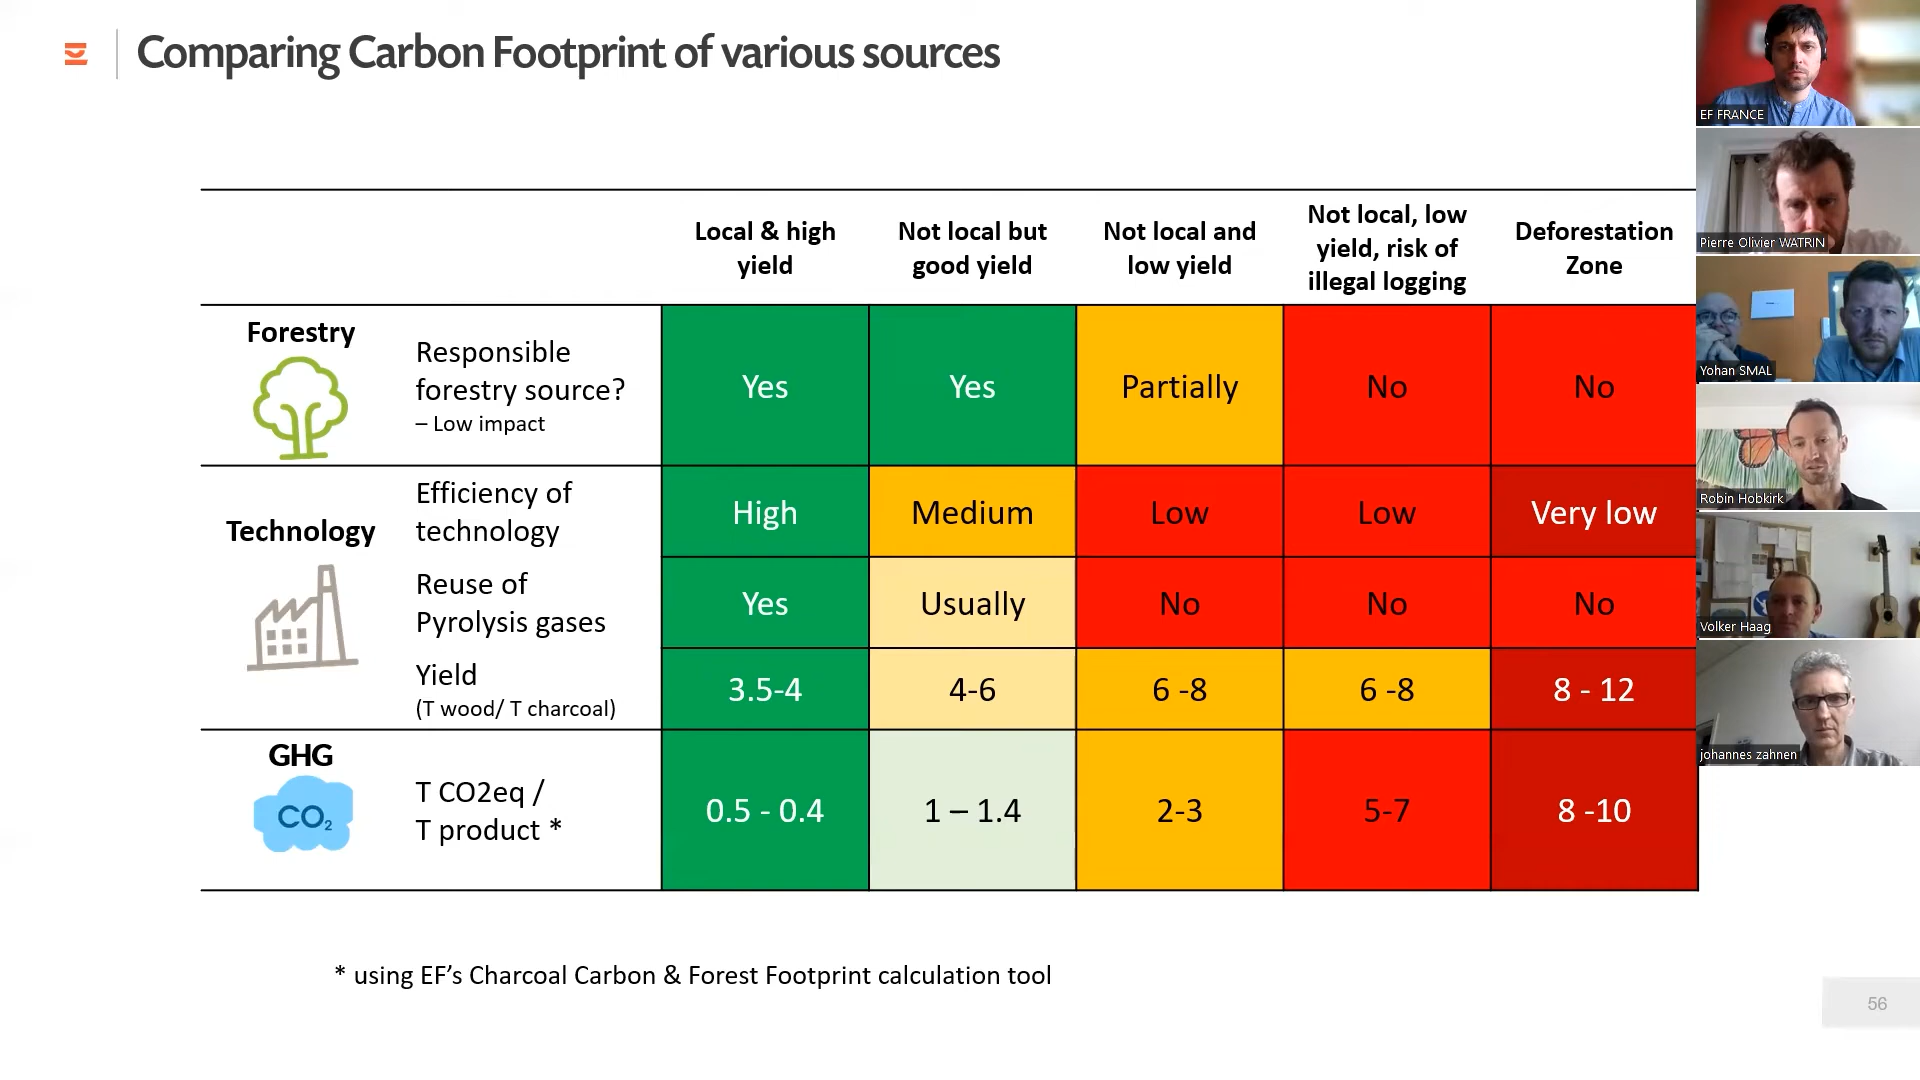 Comparing Carbon Footprint of various sources
Local & high
yield
Not local but
good yield
Not local and
low yield
Not local, low
yield, risk of
illegal logging
Deforestation
Zone
Forestry
Responsible
forestry source?
– Low impact
Yes
Yes
Partially
No
No
Technology
Efficiency of
technology
High
Medium
Low
Low
Very low
Reuse of
Pyrolysis gases
Yes
Usually
No
No
No
Yield
(T wood/ T charcoal)
3.5-4
4-6
6 -8
6 -8
8 - 12
GHG
CO2
T CO2eq /
T product *
0.5 - 0.4
1 – 1.4
2-3
5-7
8 -10
* using EF’s Charcoal Carbon & Forest Footprint calculation tool
56
EF FRANCE
Pierre Olivier WATRIN
Yohan SMAL
Robin Hobkirk
Volker Haag
johannes zahnen